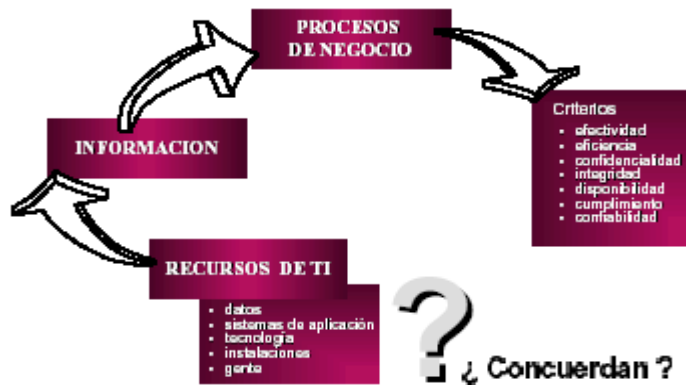 PROCESOS
DE NEGOCIO
Criterios
• efectividad
• eficiencia
• confidencialidad
• integridad
• disponibilidad
• cumplimiento
• confiabilidad
INFORMACION
RECURSOS DE TI
• datos
• sistemas de aplicación
• tecnología
• instalaciones
• gente
?
¿ Concuerdan ?